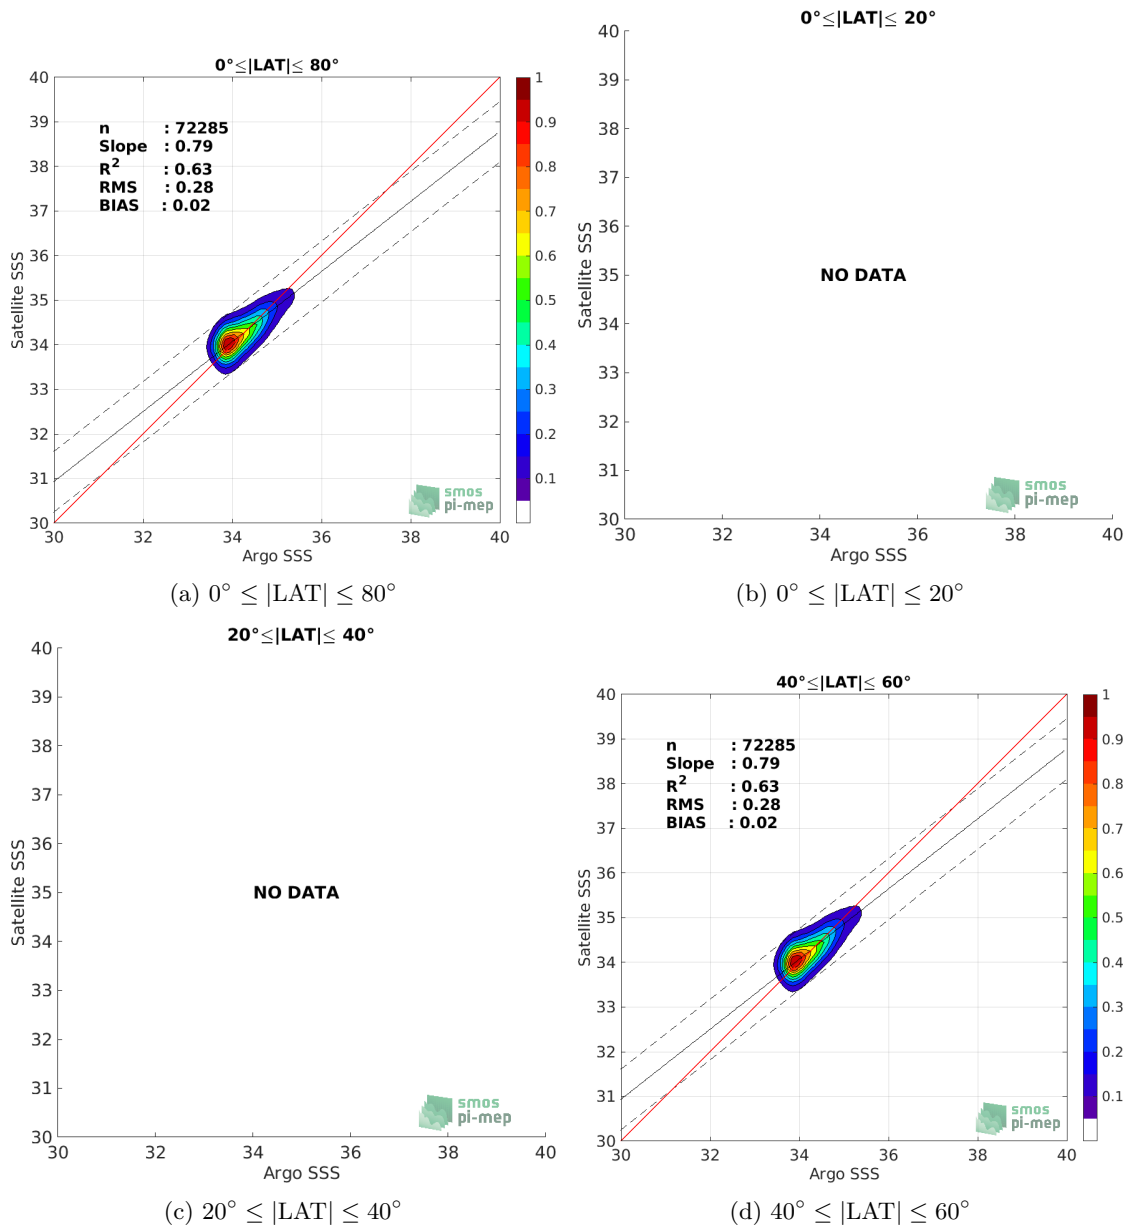 0°≤|LAT|≤ 80°
40
39
38
37
36
35
34
33
32
31
30
Satellite SSS
n : 72285
Slope : 0.79
R² : 0.63
RMS : 0.28
BIAS : 0.02
smos
pi-mep
30 32 34 36 38 40
Argo SSS
1
0.9
0.8
0.7
0.6
0.5
0.4
0.3
0.2
0.1
(a) 0° ≤ |LAT| ≤ 80°
0°≤|LAT|≤ 20°
40
39
38
37
36
35
34
33
32
31
30
Satellite SSS
NO DATA
smos
pi-mep
30 32 34 36 38 40
Argo SSS
(b) 0° ≤ |LAT| ≤ 20°
20°≤|LAT|≤ 40°
40
39
38
37
36
35
34
33
32
31
30
Satellite SSS
NO DATA
smos
pi-mep
30 32 34 36 38 40
Argo SSS
(c) 20° ≤ |LAT| ≤ 40°
40°≤|LAT|≤ 60°
40
39
38
37
36
35
34
33
32
31
30
Satellite SSS
n : 72285
Slope : 0.79
R² : 0.63
RMS : 0.28
BIAS : 0.02
smos
pi-mep
30 32 34 36 38 40
Argo SSS
1
0.9
0.8
0.7
0.6
0.5
0.4
0.3
0.2
0.1
(d) 40° ≤ |LAT| ≤ 60°